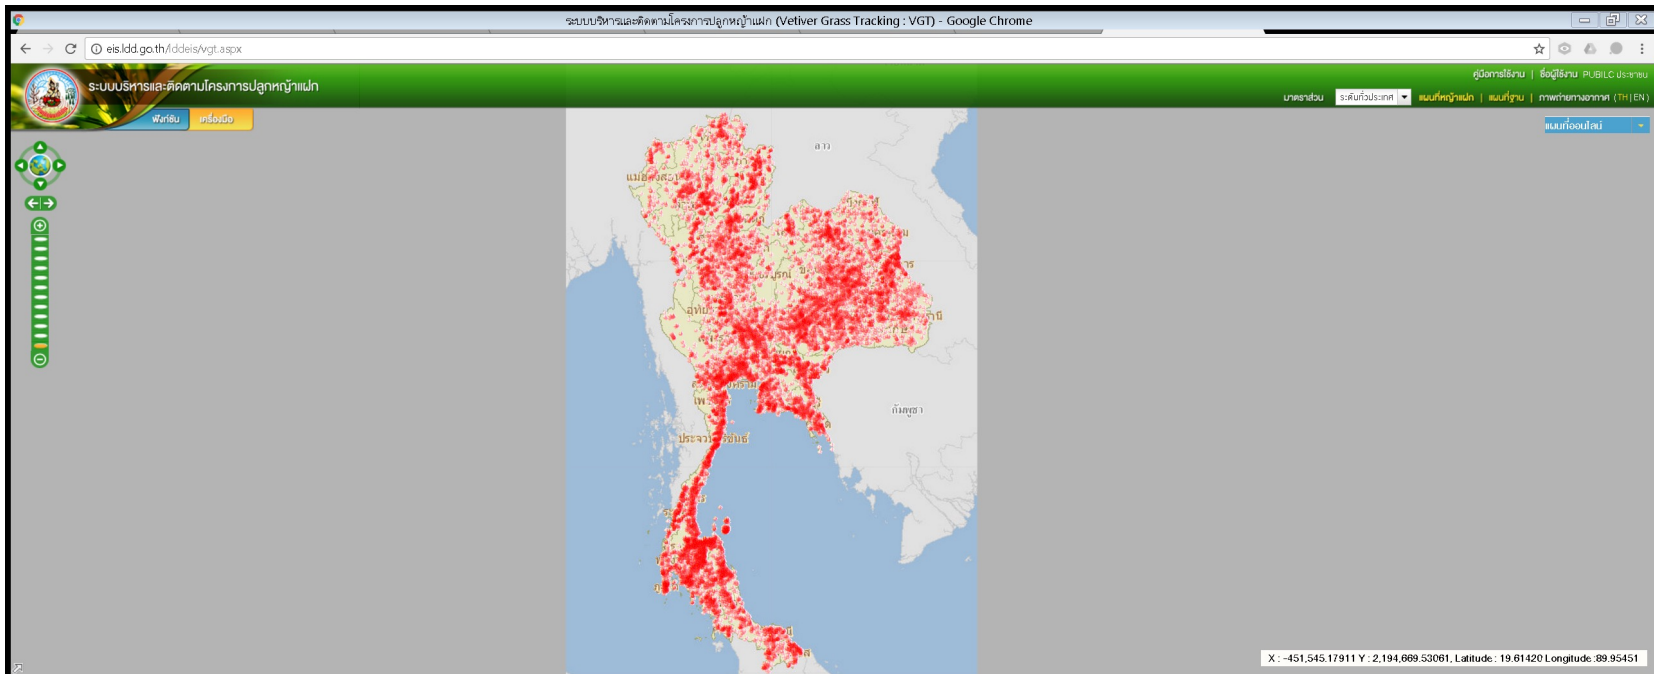 ระบบบริหารและติดตามโครงการปลูกหญ้าแฝก (Vetiver Grass Tracking : VGT) - Google Chrome
eis.ldd.go.th/lddeis/vgt.aspx
ระบบบริหารและติดตามโครงการปลูกหญ้าแฝก
คู่มือการใช้งาน | ชื่อผู้ใช้งาน PUBILC ประชาชน
มาตราส่วน ระดับทั่วประเทศ แผนที่หญ้าแฝก | แผนที่ฐาน | ภาพถ่ายทางอากาศ (TH|EN)
ฟังก์ชัน เครื่องมือ
แผนที่ออนไลน์
ลาว
กัมพูชา
X : -451,545.17911 Y : 2,194,669.53061, Latitude : 19.61420 Longitude :89.95451